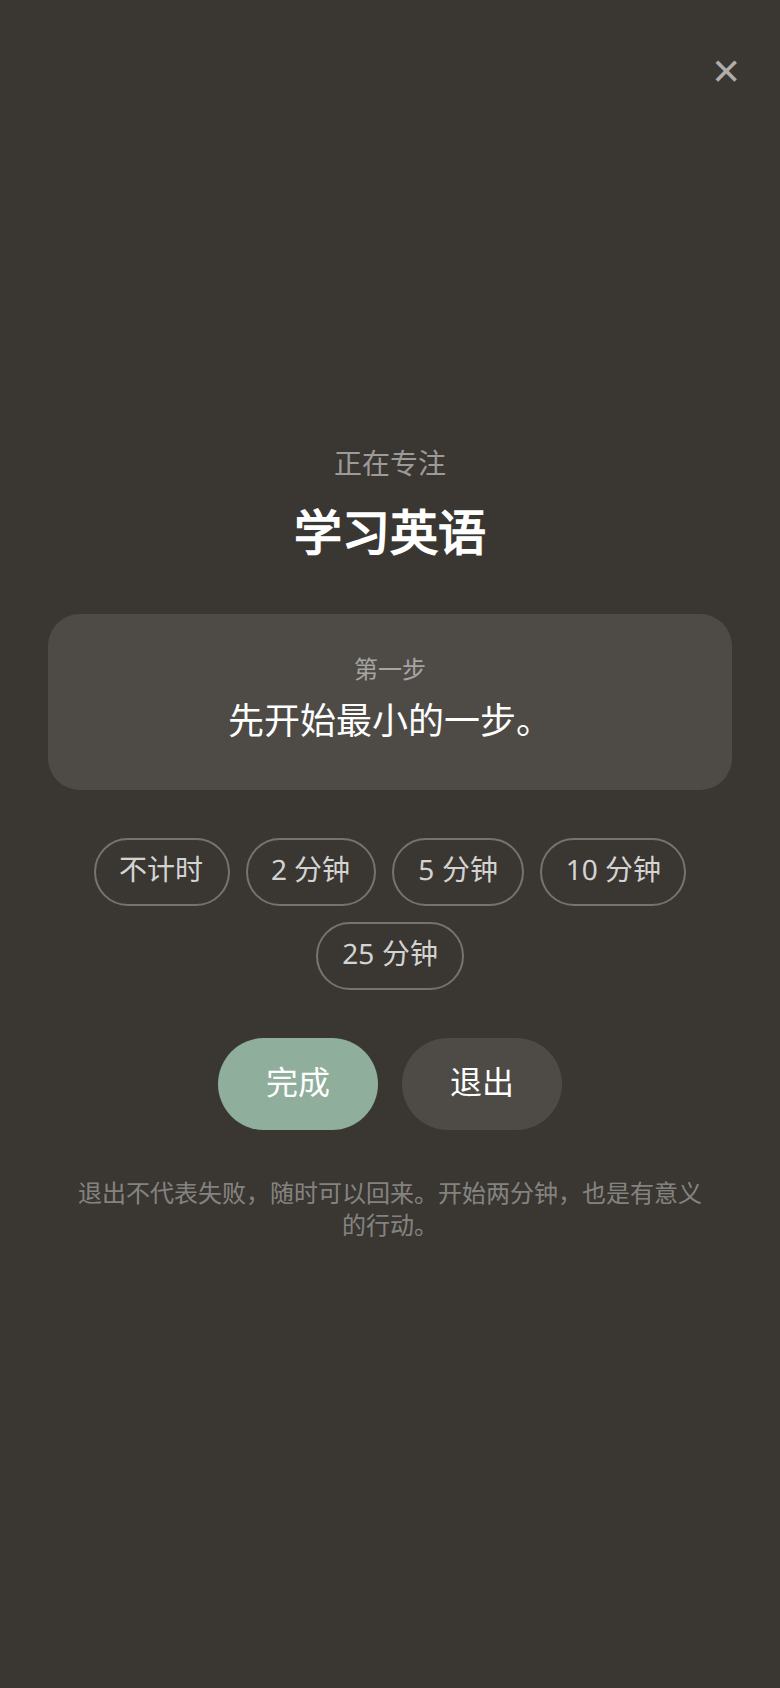 ✕
正在专注
学习英语
第一步
先开始最小的一步。
不计时
2 分钟
5 分钟
10 分钟
25 分钟
完成
退出
退出不代表失败，随时可以回来。开始两分钟，也是有意义
的行动。